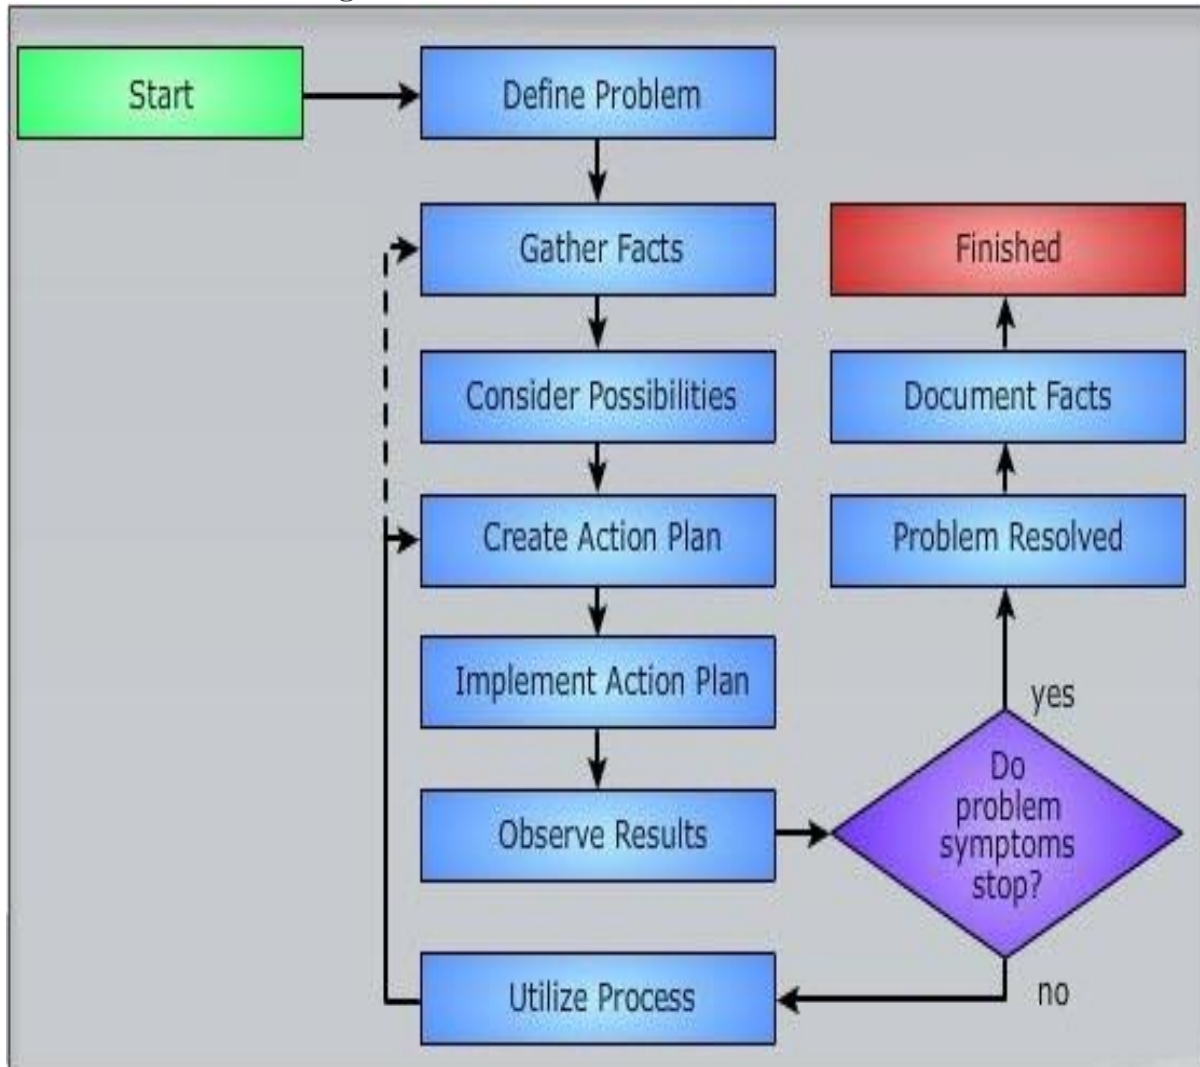 Start
Define Problem
Gather Facts
Finished
Consider Possibilities
Document Facts
Create Action Plan
Problem Resolved
Implement Action Plan
yes
Do
problem
symptoms
stop?
Observe Results
no
Utilize Process